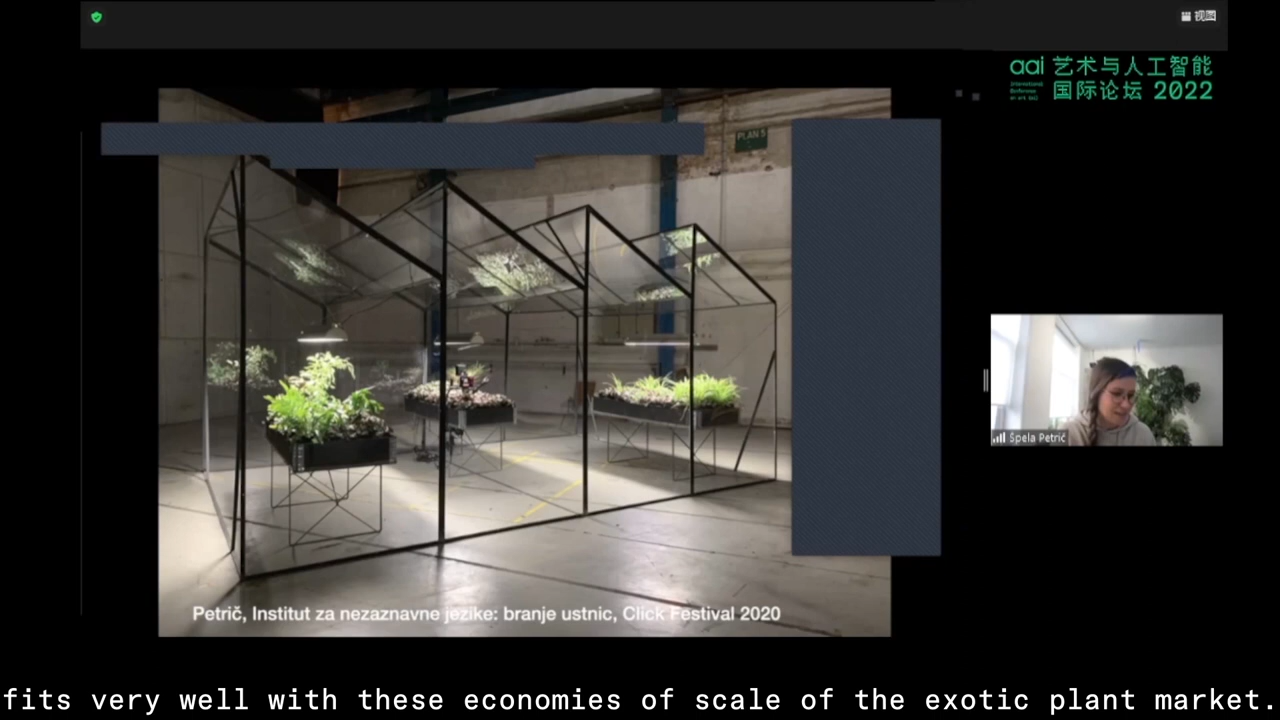 视图
aai 艺术与人工智能
国际论坛 2022
International
Conference
PLAN 5
Špela Petrič
Petrič, Institut za nezaznavne jezike: branje ustnic, Click Festival 2020
fits very well with these economies of scale of the exotic plant market.